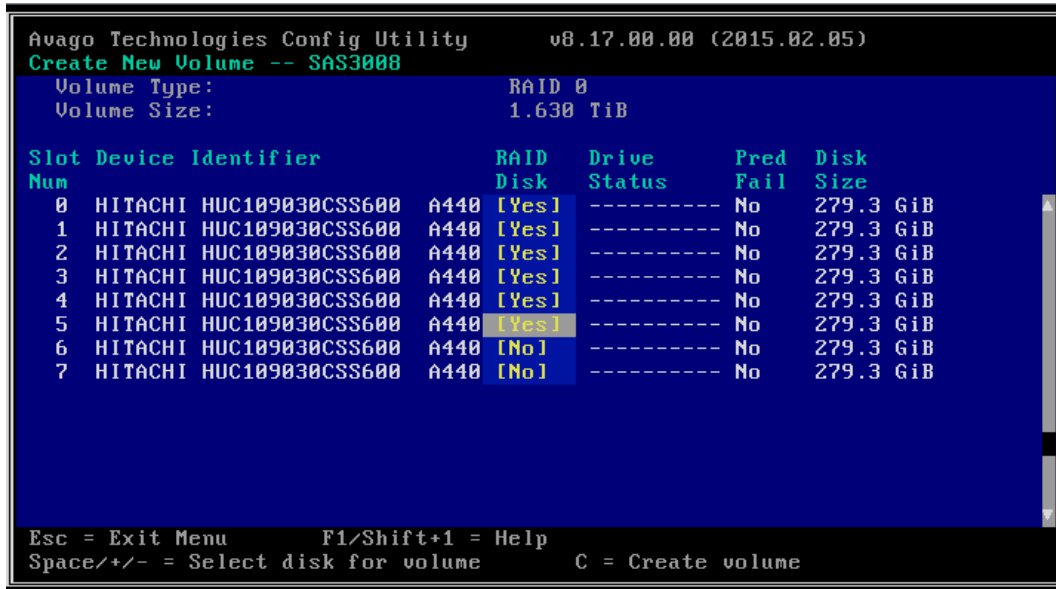 Avago Technologies Config Utility v8.17.00.00 (2015.02.05)
Create New Volume -- SAS3008
Volume Type: RAID 0
Volume Size: 1.630 TiB
Slot Device Identifier RAID Drive Pred Disk
Num Disk Status Fail Size
0 HITACHI HUC109030CSS600 A440 [Yes] ---------- No 279.3 GiB
1 HITACHI HUC109030CSS600 A440 [Yes] ---------- No 279.3 GiB
2 HITACHI HUC109030CSS600 A440 [Yes] ---------- No 279.3 GiB
3 HITACHI HUC109030CSS600 A440 [Yes] ---------- No 279.3 GiB
4 HITACHI HUC109030CSS600 A440 [Yes] ---------- No 279.3 GiB
5 HITACHI HUC109030CSS600 A440 [Yes] ---------- No 279.3 GiB
6 HITACHI HUC109030CSS600 A440 [No] ---------- No 279.3 GiB
7 HITACHI HUC109030CSS600 A440 [No] ---------- No 279.3 GiB
Esc = Exit Menu F1/Shift+1 = Help
Space/+/- = Select disk for volume C = Create volume